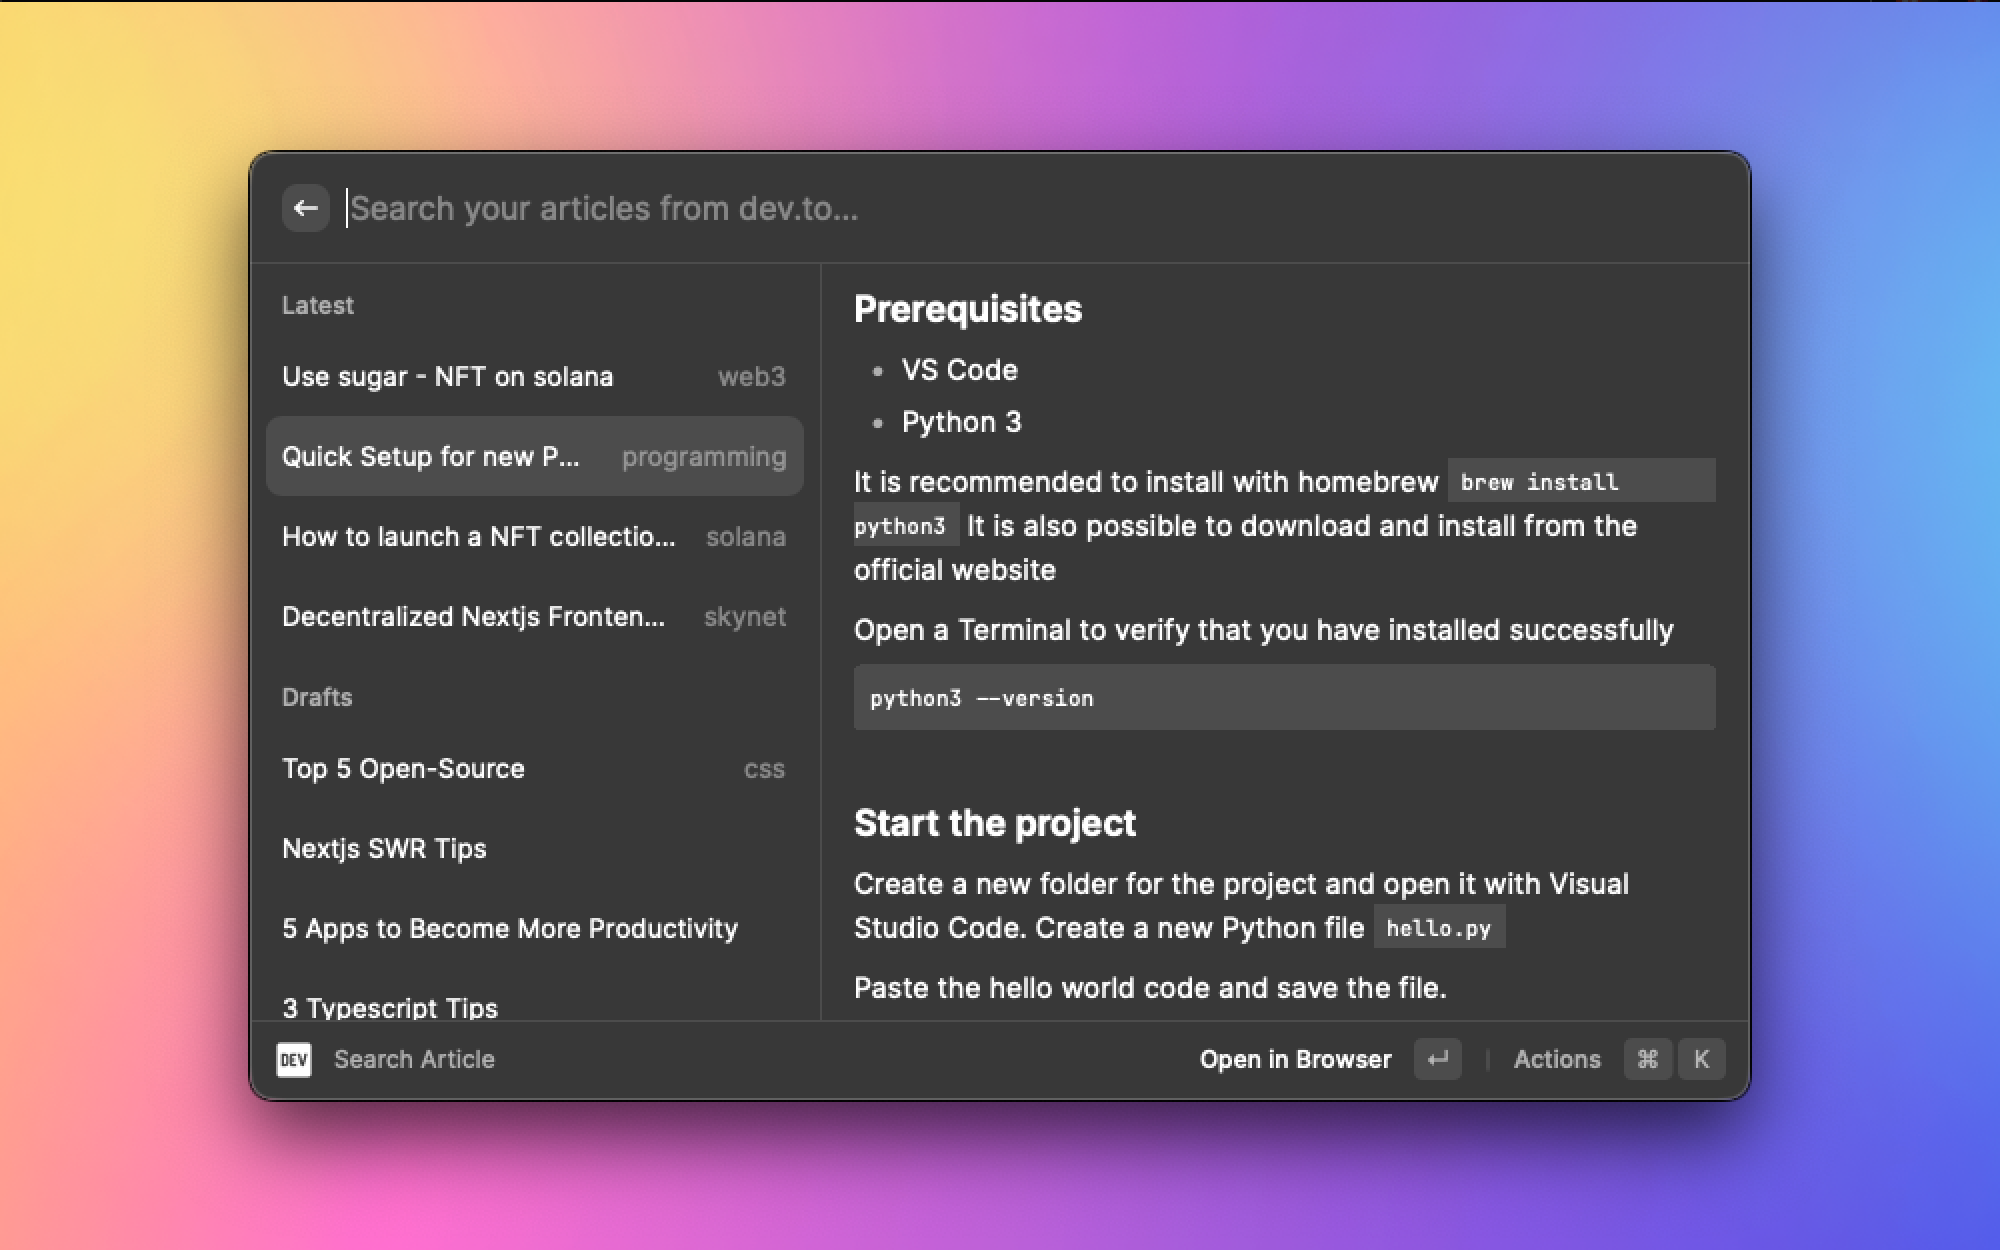 Search your articles from dev.to...
Latest
Use sugar - NFT on solana web3
Quick Setup for new P... programming
How to launch a NFT collectio... solana
Decentralized Nextjs Fronten... skynet
Drafts
Top 5 Open-Source css
Nextjs SWR Tips
5 Apps to Become More Productivity
3 Typescript Tips
Prerequisites
• VS Code
• Python 3
It is recommended to install with homebrew brew install
python3 It is also possible to download and install from the
official website
Open a Terminal to verify that you have installed successfully
python3 --version
Start the project
Create a new folder for the project and open it with Visual
Studio Code. Create a new Python file hello.py
Paste the hello world code and save the file.
DEV Search Article
Open in Browser ↵ | Actions ⌘ K